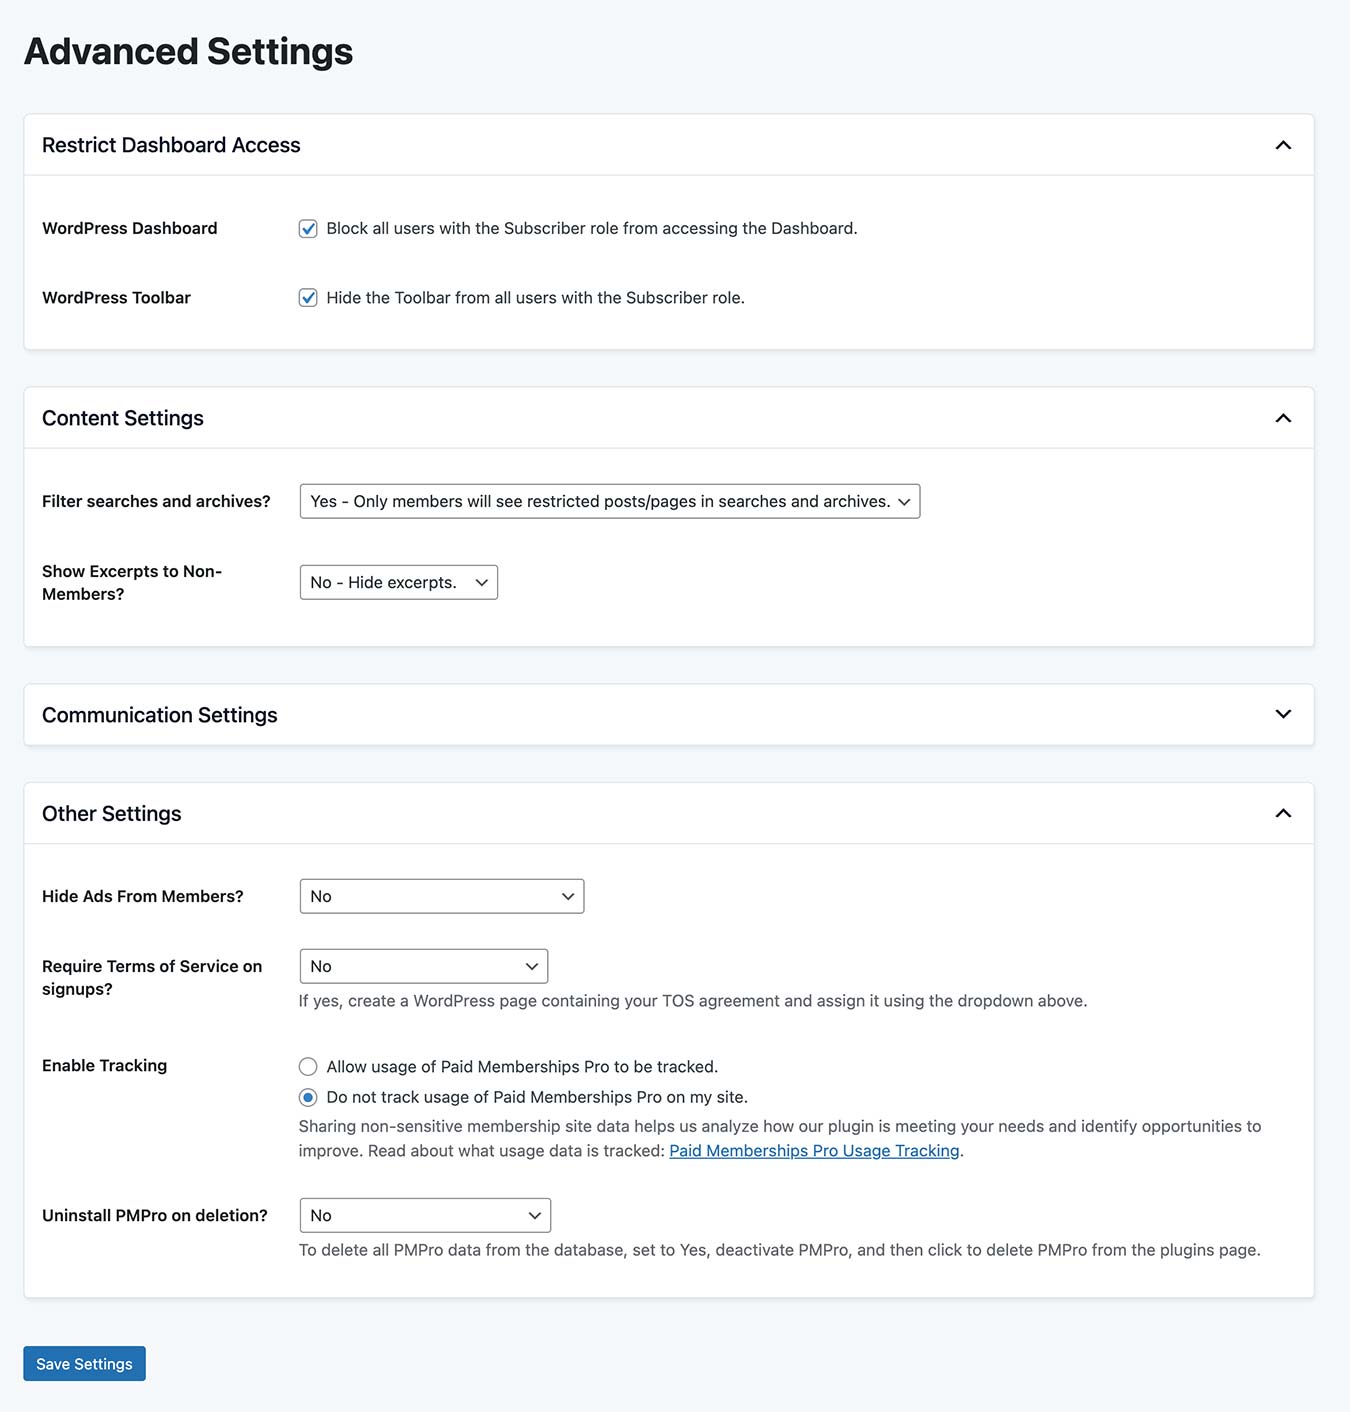 Advanced Settings
Restrict Dashboard Access
WordPress Dashboard
Block all users with the Subscriber role from accessing the Dashboard.
WordPress Toolbar
Hide the Toolbar from all users with the Subscriber role.
Content Settings
Filter searches and archives?
Yes - Only members will see restricted posts/pages in searches and archives.
Show Excerpts to Non-
Members?
No - Hide excerpts.
Communication Settings
Other Settings
Hide Ads From Members?
No
Require Terms of Service on
signups?
No
If yes, create a WordPress page containing your TOS agreement and assign it using the dropdown above.
Enable Tracking
Allow usage of Paid Memberships Pro to be tracked.
Do not track usage of Paid Memberships Pro on my site.
Sharing non-sensitive membership site data helps us analyze how our plugin is meeting your needs and identify opportunities to
improve. Read about what usage data is tracked: Paid Memberships Pro Usage Tracking.
Uninstall PMPro on deletion?
No
To delete all PMPro data from the database, set to Yes, deactivate PMPro, and then click to delete PMPro from the plugins page.
Save Settings